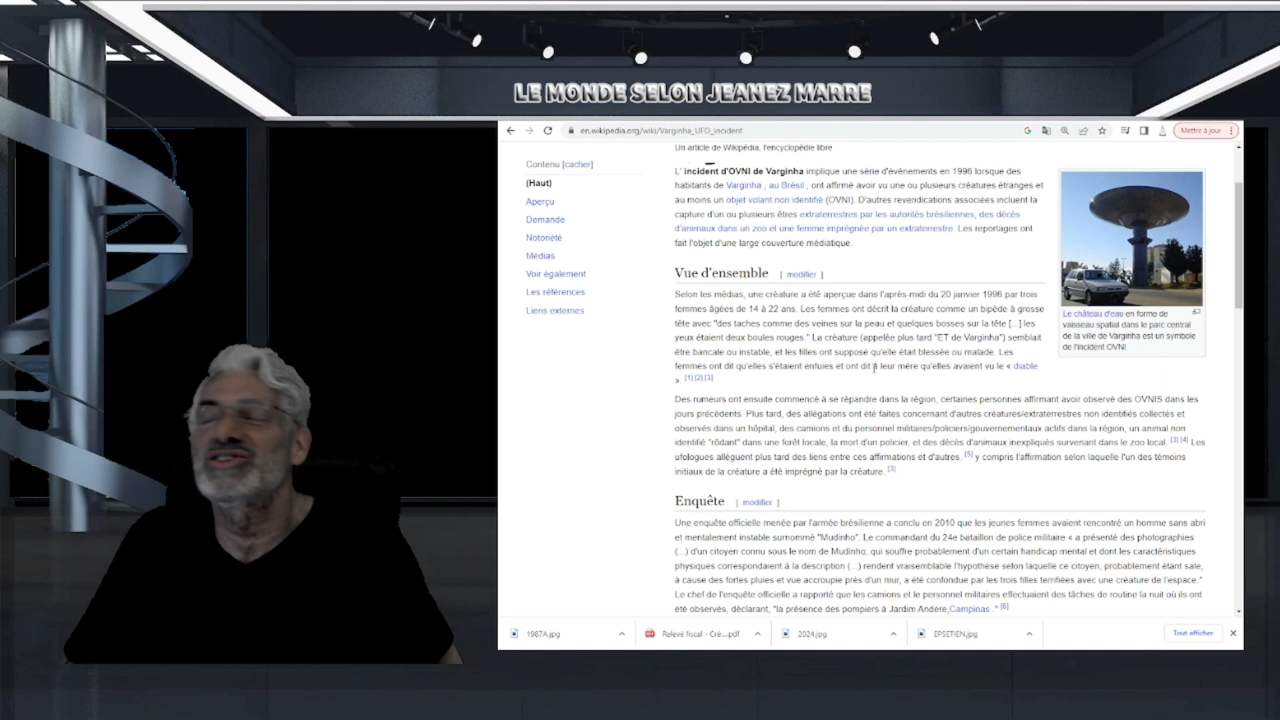 LE MONDE SELON JEANEZ MARRE
en.wikipedia.org/wiki/Varginha_UFO_incident
Mettre à jour
Un article de Wikipédia, l'encyclopédie libre
Contenu [cacher]
(Haut)
Aperçu
Demande
Notoriété
Médias
Voir également
Les références
Liens externes
L' incident d'OVNI de Varginha implique une série d'événements en 1996 lorsque des
habitants de Varginha , au Brésil , ont affirmé avoir vu une ou plusieurs créatures étranges et
au moins un objet volant non identifié (OVNI). D'autres revendications associées incluent la
capture d'un ou plusieurs êtres extraterrestres par les autorités brésiliennes, des décès
d'animaux dans un zoo et une femme imprégnée par un extraterrestre. Les reportages ont
fait l'objet d'une large couverture médiatique.
Le château d'eau en forme de
vaisseau spatial dans le parc central
de la ville de Varginha est un symbole
de l'incident OVNI
Vue d'ensemble [ modifier ]
Selon les médias, une créature a été aperçue dans l'après-midi du 20 janvier 1996 par trois
femmes âgées de 14 à 22 ans. Les femmes ont décrit la créature comme un bipède à grosse
tête avec "des taches comme des veines sur la peau et quelques bosses sur la tête [...] les
yeux étaient deux boules rouges." La créature (appelée plus tard "ET de Varginha") semblait
être bancale ou instable, et les filles ont supposé qu'elle était blessée ou malade. Les
femmes ont dit qu'elles s'étaient enfuies et ont dit à leur mère qu'elles avaient vu le « diable
». [1] [2] [3]
Des rumeurs ont ensuite commencé à se répandre dans la région, certaines personnes affirmant avoir observé des OVNIS dans les
jours précédents. Plus tard, des allégations ont été faites concernant d'autres créatures/extraterrestres non identifiés collectés et
observés dans un hôpital, des camions et du personnel militaires/policiers/gouvernementaux actifs dans la région, un animal non
identifié "rôdant" dans une forêt locale, la mort d'un policier, et des décès d'animaux inexpliqués survenant dans le zoo local. [3] [4] Les
ufologues allèguent plus tard des liens entre ces affirmations et d'autres, [5] y compris l'affirmation selon laquelle l'un des témoins
initiaux de la créature a été imprégné par la créature. [3]
Enquête [ modifier ]
Une enquête officielle menée par l'armée brésilienne a conclu en 2010 que les jeunes femmes avaient rencontré un homme sans abri
et mentalement instable surnommé "Mudinho". Le commandant du 24e bataillon de police militaire « a présenté des photographies
(...) d'un citoyen connu sous le nom de Mudinho, qui souffre probablement d'un certain handicap mental et dont les caractéristiques
physiques correspondaient à la description (...) rendent vraisemblable l'hypothèse selon laquelle ce citoyen, probablement étant sale,
à cause des fortes pluies et vue accroupie près d'un mur, a été confondue par les trois filles terrifiées avec une créature de l'espace."
Le chef de l'enquête officielle a rapporté que les camions et le personnel militaires effectuaient des tâches de routine la nuit où ils ont
été observés, déclarant, "la présence des pompiers à Jardim Andere,Campinas ." [6]
1987A.jpg
Relevé fiscal - Cré....pdf
2024.jpg
EPSETIEN.jpg
Tout afficher